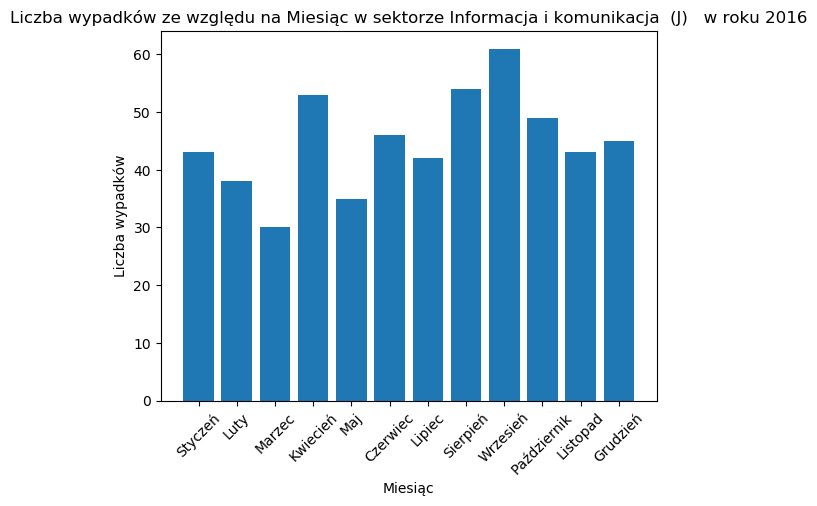 Liczba wypadków ze względu na Miesiąc w sektorze Informacja i komunikacja  (J)   w roku 2016
60
50
40
30
20
10
0
Liczba wypadków
Styczeń
Luty
Marzec
Kwiecień
Maj
Czerwiec
Lipiec
Sierpień
Wrzesień
Październik
Listopad
Grudzień
Miesiąc